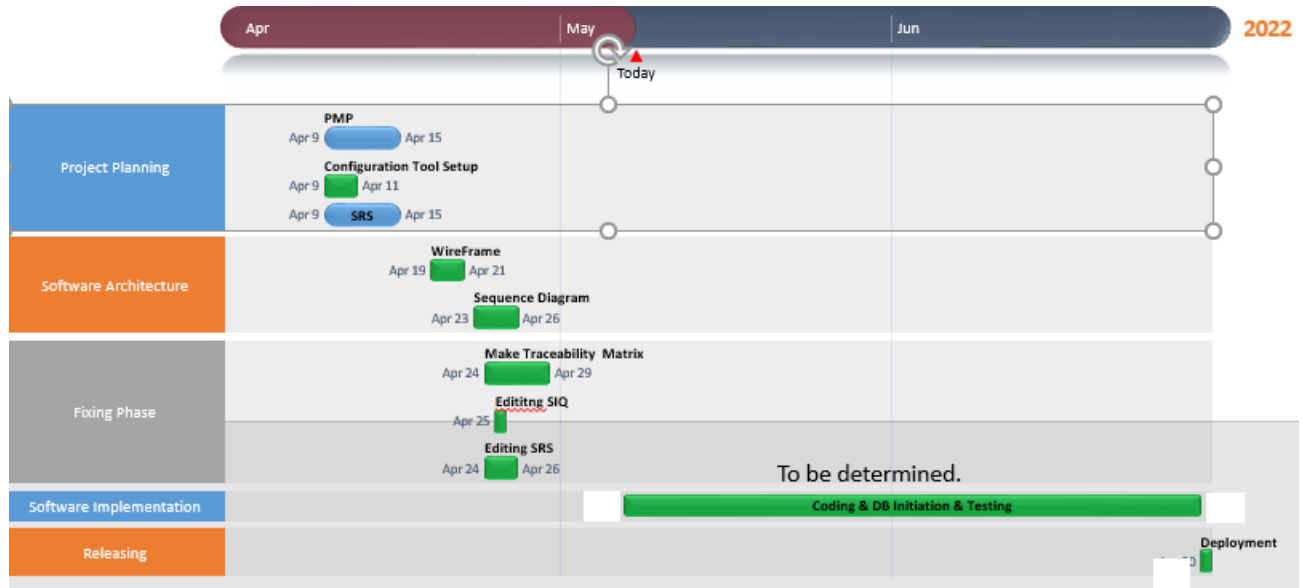 Apr May Jun 2022
Today
Project Planning
PMP
Apr 9 Apr 15
Configuration Tool Setup
Apr 9 Apr 11
Apr 9 SRS Apr 15
Software Architecture
WireFrame
Apr 19 Apr 21
Sequence Diagram
Apr 23 Apr 26
Fixing Phase
Make Traceability Matrix
Apr 24 Apr 29
Edititng SIQ
Apr 25
Editing SRS
Apr 24 Apr 26
To be determined.
Software Implementation
Coding & DB Initiation & Testing
Releasing
Deployment